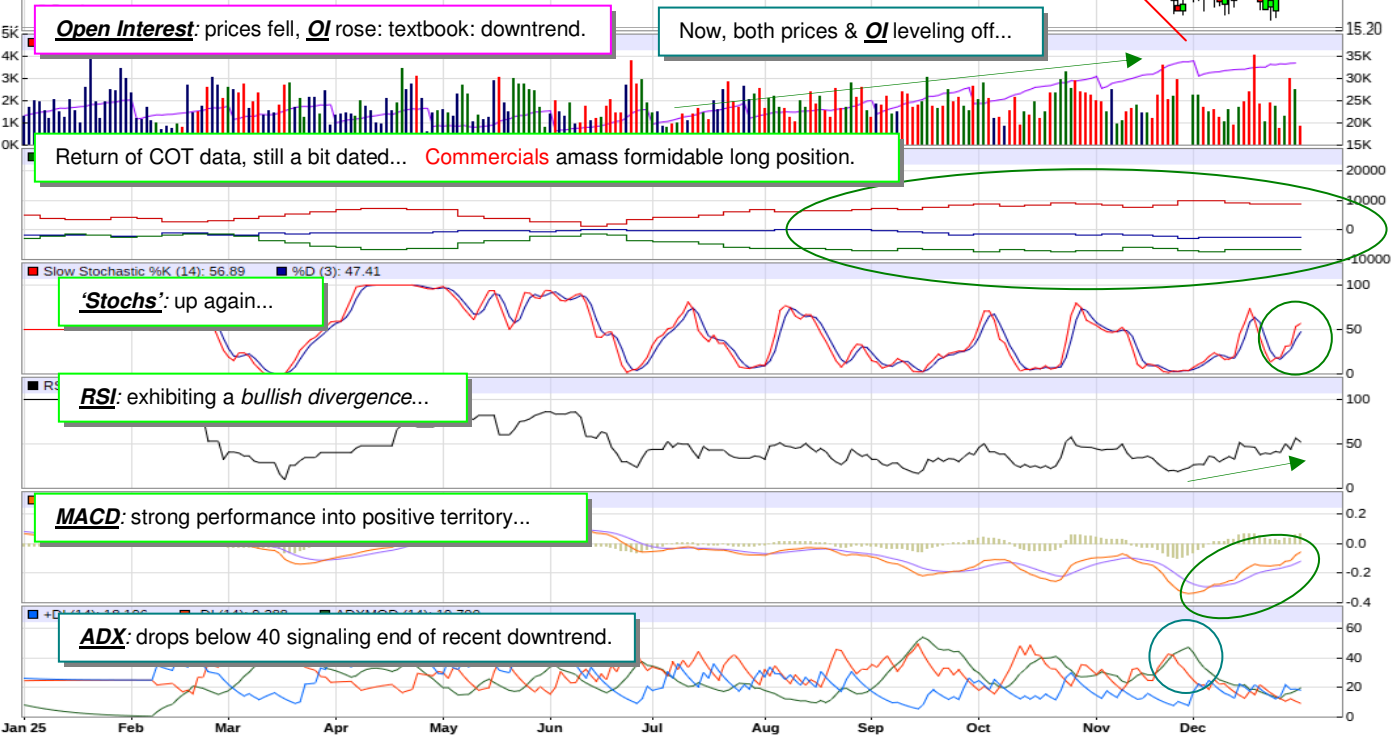 Open Interest: prices fell, OI rose: textbook: downtrend.
Now, both prices & OI leveling off...
15.20
5K
4K
3K
2K
1K
0K
35K
30K
25K
20K
15K
Return of COT data, still a bit dated... Commercials amass formidable long position.
20000
10000
0
10000
Slow Stochastic %K (14): 56.89 %D (3): 47.41
'Stochs': up again...
100
50
0
RSI: exhibiting a bullish divergence...
100
50
0
MACD: strong performance into positive territory...
0.2
0.0
-0.2
-0.4
ADX: drops below 40 signaling end of recent downtrend.
60
40
20
0
Jan 25 Feb Mar Apr May Jun Jul Aug Sep Oct Nov Dec